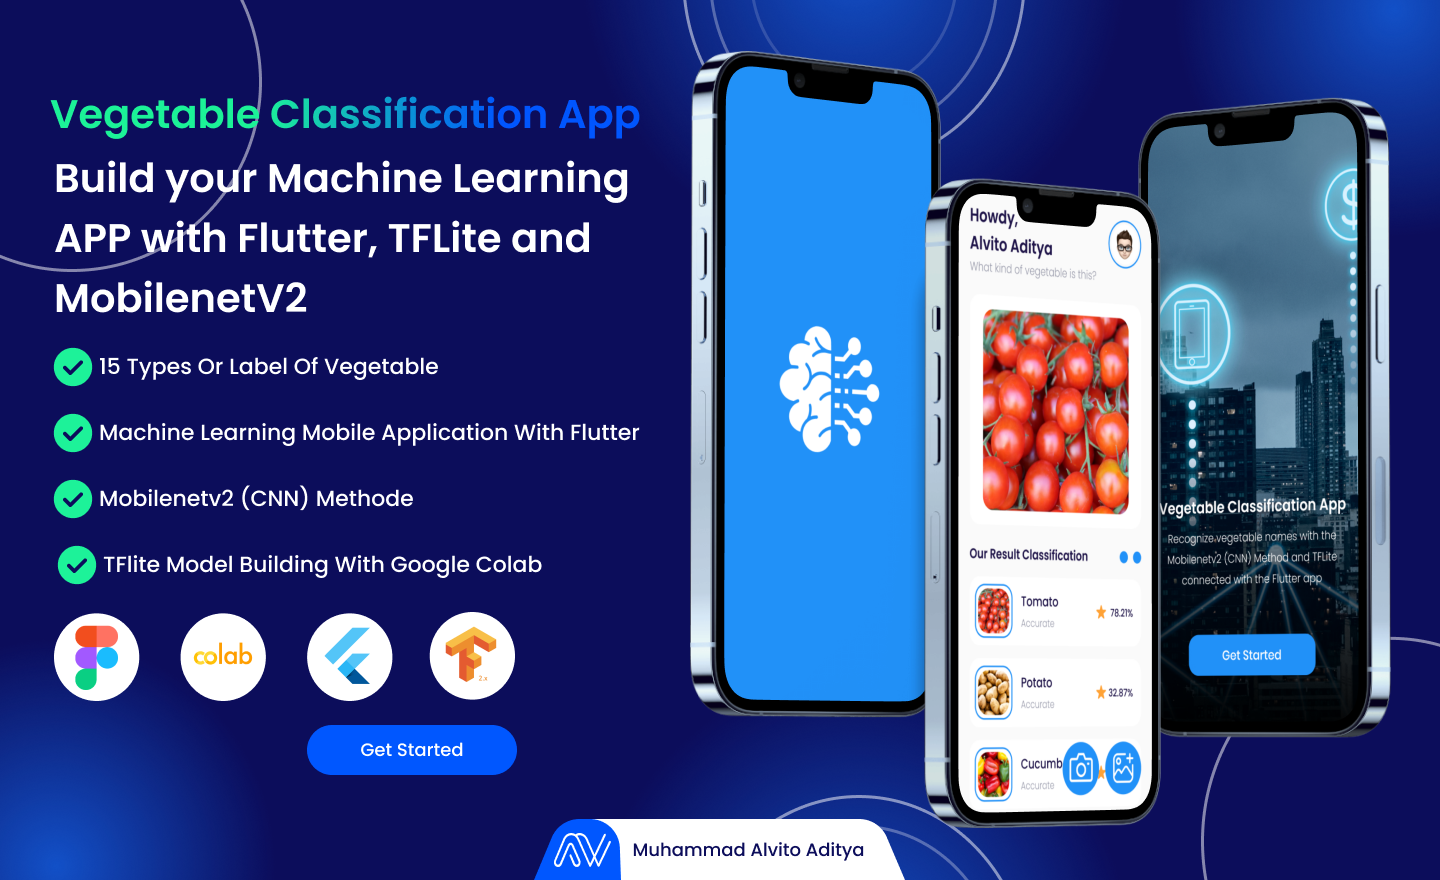 Vegetable Classification App
Build your Machine Learning
APP with Flutter, TFLite and
MobilenetV2
15 Types Or Label Of Vegetable
Machine Learning Mobile Application With Flutter
Mobilenetv2 (CNN) Methode
TFlite Model Building With Google Colab
colab
2.x
Get Started
Howdy,
Alvito Aditya
What kind of vegetable is this?
Our Result Classification
Tomato
Accurate
78.21%
Potato
Accurate
32.87%
Cucumb
Accurate
Vegetable Classification App
Recognize vegetable names with the
Mobilenetv2 (CNN) Method and TFLite
connected with the Flutter app
Get Started
Muhammad Alvito Aditya